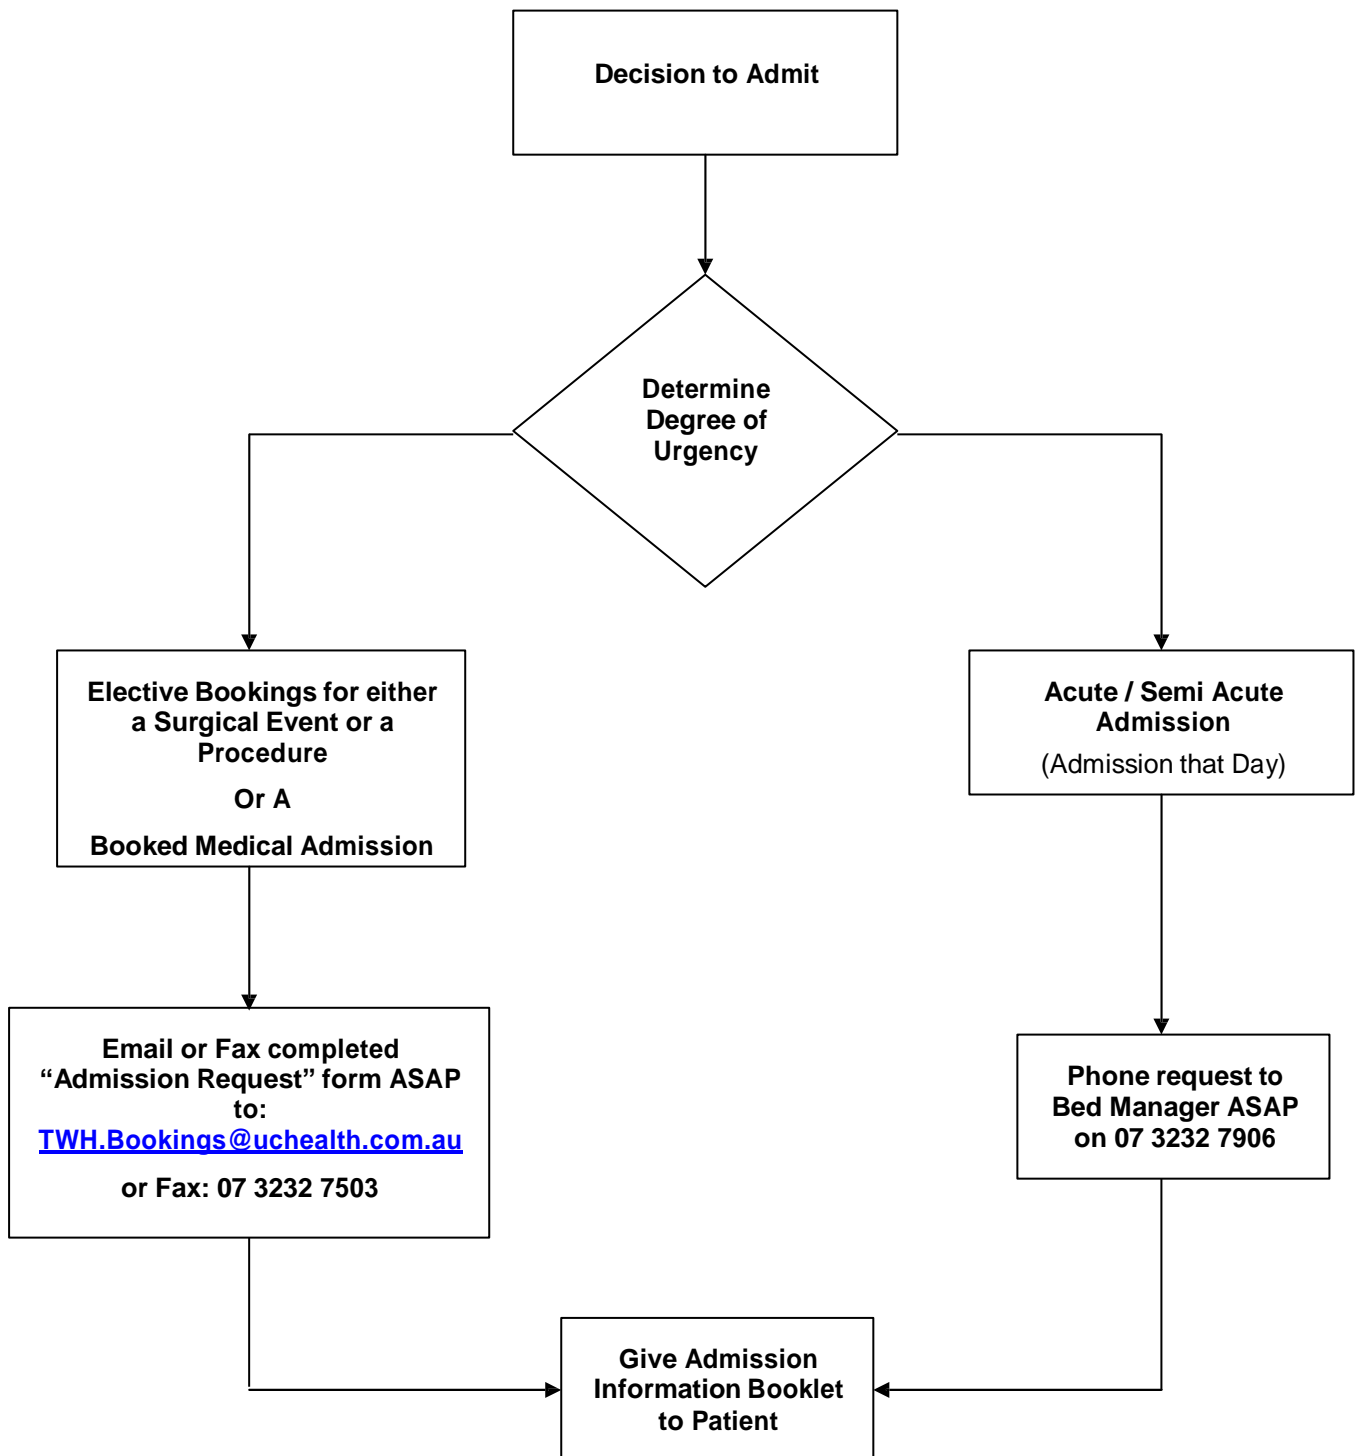 Decision to Admit
Determine
Degree of
Urgency
Elective Bookings for either
a Surgical Event or a
Procedure
Or A
Booked Medical Admission
Acute / Semi Acute
Admission
(Admission that Day)
Email or Fax completed
“Admission Request” form ASAP
to:
TWH.Bookings@uchealth.com.au
or Fax: 07 3232 7503
Phone request to
Bed Manager ASAP
on 07 3232 7906
Give Admission
Information Booklet
to Patient